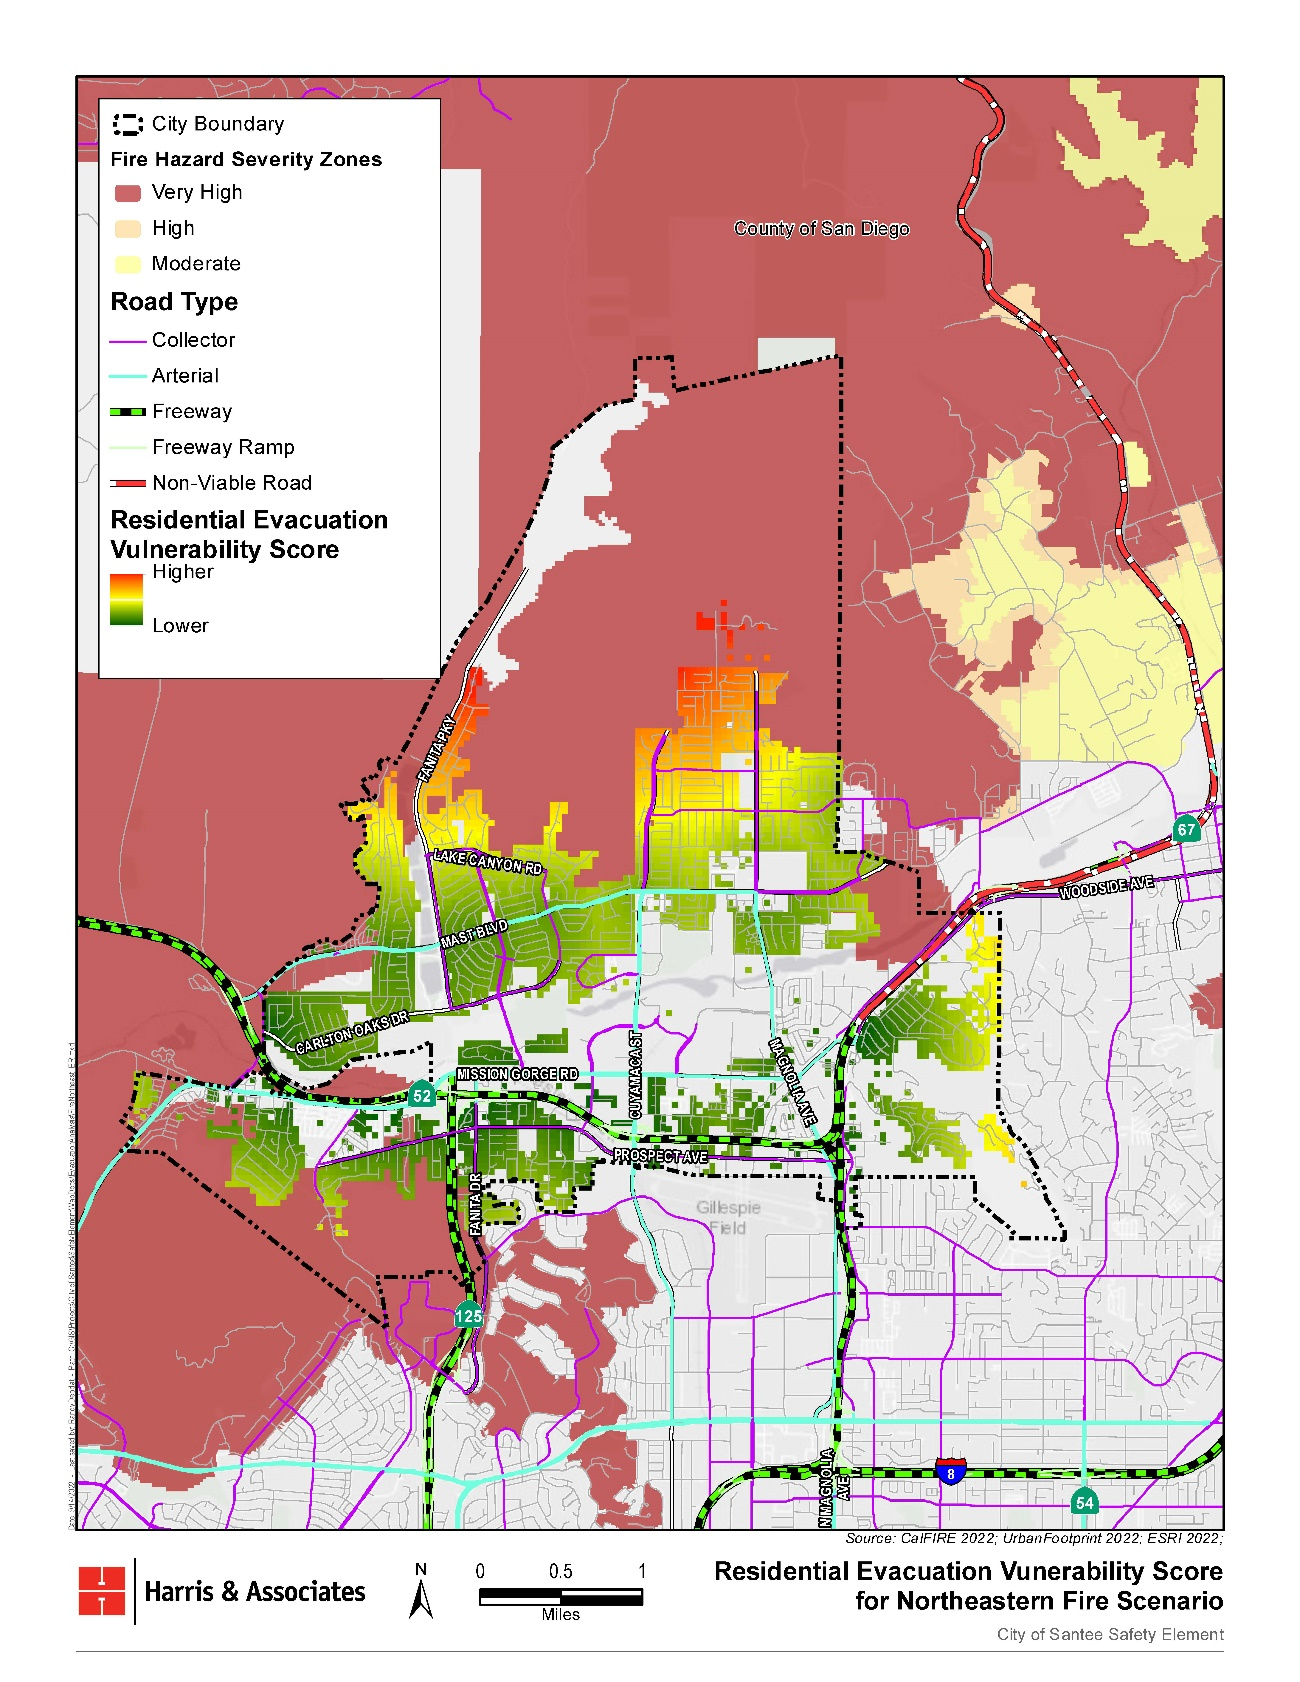 City Boundary
Fire Hazard Severity Zones
Very High
High
Moderate
Road Type
Collector
Arterial
Freeway
Freeway Ramp
Non-Viable Road
Residential Evacuation
Vulnerability Score
Higher
Lower
County of San Diego
FANITA PKY
67
WOODSIDE AVE
LAKE CANYON RD
MAST BLVD
CARLTON OAKS DR
MISSION GORGE RD
CUYAMACA ST
MAGNOLIA AVE
52
PROSPECT AVE
FANITA DR
Gillespie
Field
125
N MAGNOLIA
AVE
8
54
Source: CalFIRE 2022; UrbanFootprint 2022; ESRI 2022;
Harris & Associates
N
0 0.5 1
Miles
Residential Evacuation Vunerability Score
for Northeastern Fire Scenario
City of Santee Safety Element